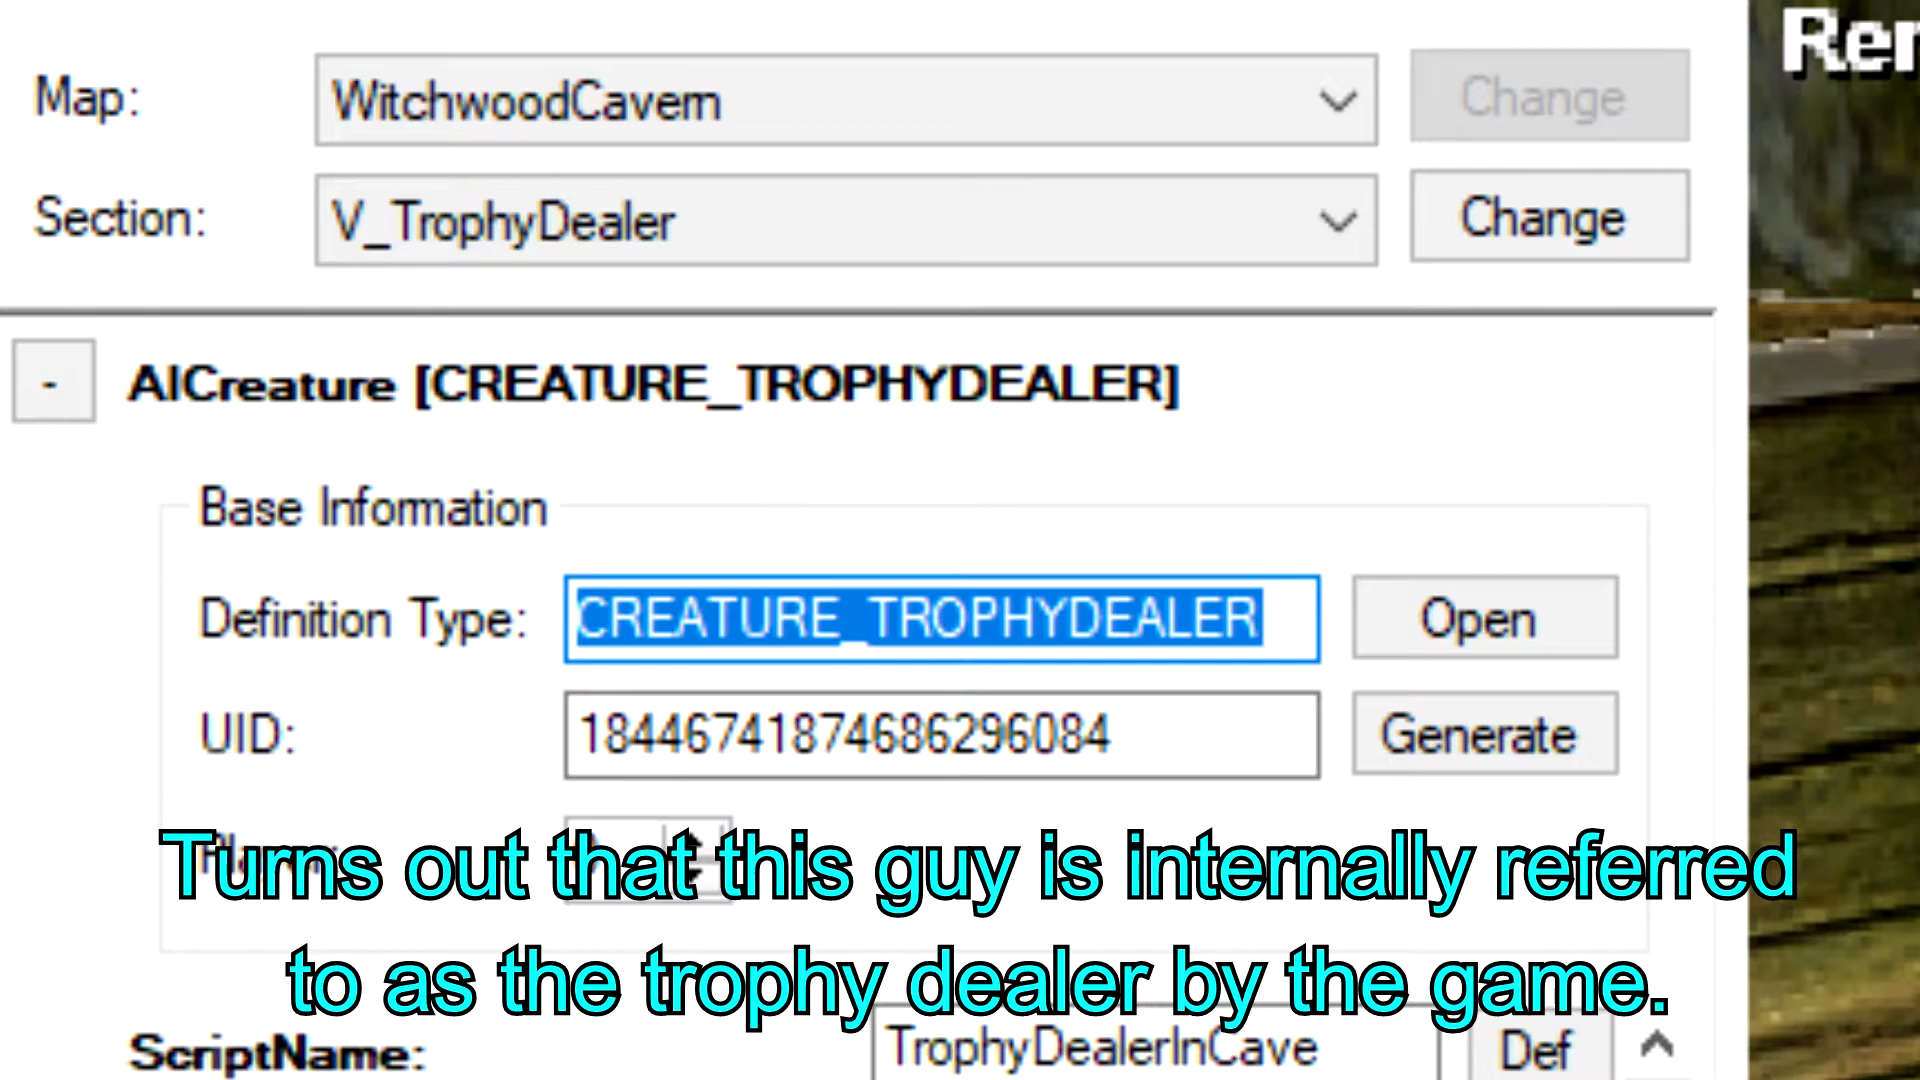 Rer
Map: WitchwoodCavern Change
Section: V_TrophyDealer Change
- AICreature [CREATURE_TROPHYDEALER]
Base Information
Definition Type: CREATURE_TROPHYDEALER Open
UID: 18446741874686296084 Generate
Turns out that this guy is internally referred
to as the trophy dealer by the game.
ScriptName: TrophyDealerInCave Def